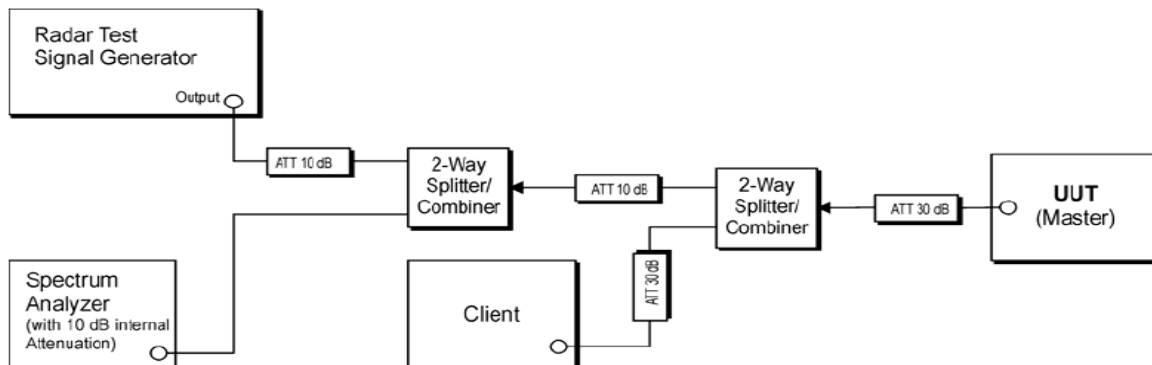 Radar Test
Signal Generator
Output
ATT 10 dB
2-Way
Splitter/
Combiner
ATT 10 dB
2-Way
Splitter/
Combiner
ATT 30 dB
UUT
(Master)
Spectrum
Analyzer
(with 10 dB internal
Attenuation)
Client
ATT 30 dB